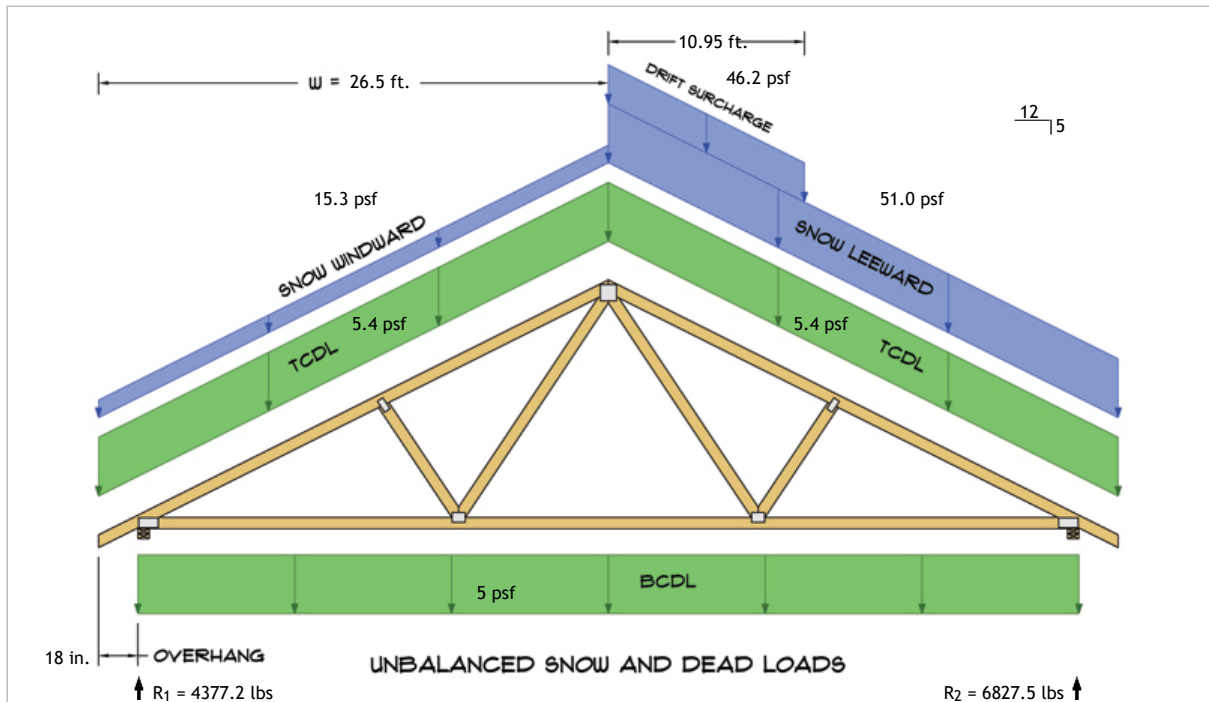 10.95 ft.
W = 26.5 ft.
DRIFT SURCHARGE
46.2 psf
12
5
15.3 psf
51.0 psf
SNOW WINDWARD
SNOW LEEWARD
5.4 psf
5.4 psf
TCDL
TCDL
BCDL
5 psf
18 in.
OVERHANG
UNBALANCED SNOW AND DEAD LOADS
R1 = 4377.2 lbs
R2 = 6827.5 lbs